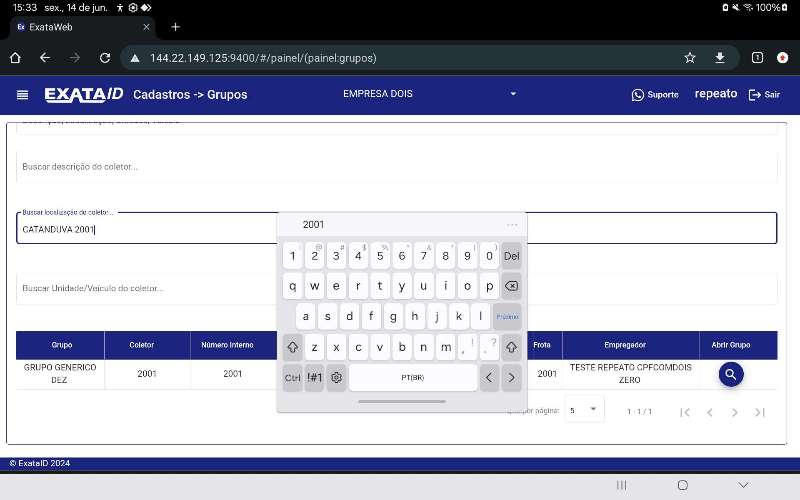 15:33 sex., 14 de jun. 100%
Ex ExataWeb
144.22.149.125:9400/#/painel/(painel:grupos) 1
EXATAID Cadastros -> Grupos EMPRESA DOIS Suporte repeato Sair
Buscar descrição do coletor...
Buscar localização do coletor...
CATANDUVA 2001
Buscar Unidade/Veículo do coletor...
2001 ...
@ # $ % ^ & * ( )
1 2 3 4 5 6 7 8 9 0 Del
q w e r t y u i o p
a s d f g h j k l Próximo
z x c v b n m , ! . ?
Ctrl !#1 PT(BR) < >
Grupo Coletor Número Interno Frota Empregador Abrir Grupo
GRUPO GENERICO DEZ 2001 2001 2001 TESTE REPEATO CPFCOMDOIS ZERO
por página: 5 1 - 1 / 1
© ExataID 2024